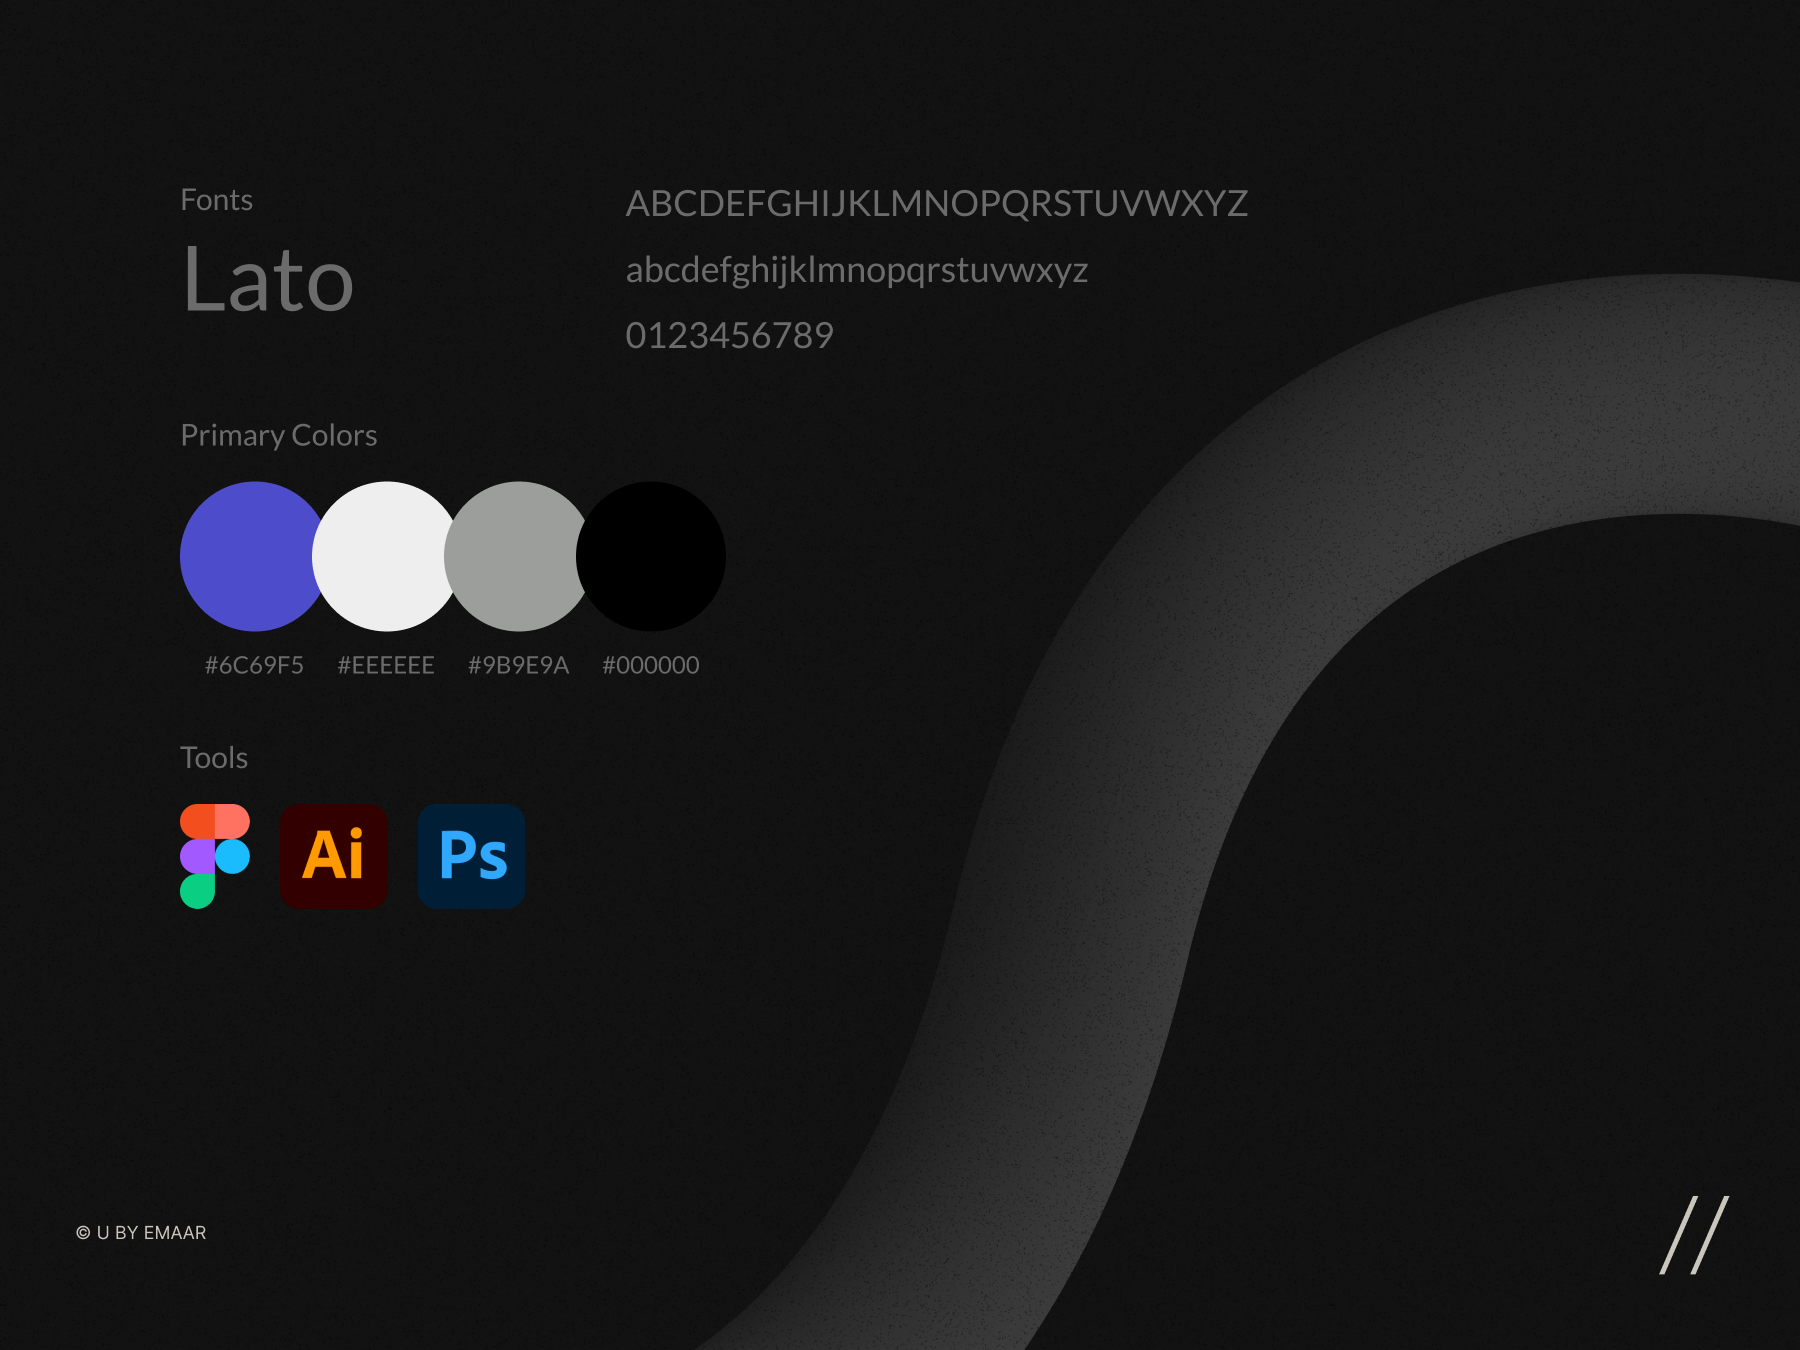 Fonts
Lato
ABCDEFGHIJKLMNOPQRSTUVWXYZ
abcdefghijklmnopqrstuvwxyz
0123456789
Primary Colors
#6C69F5 #EEEEEE #9B9E9A #000000
Tools
Ai Ps
© U BY EMAAR
//